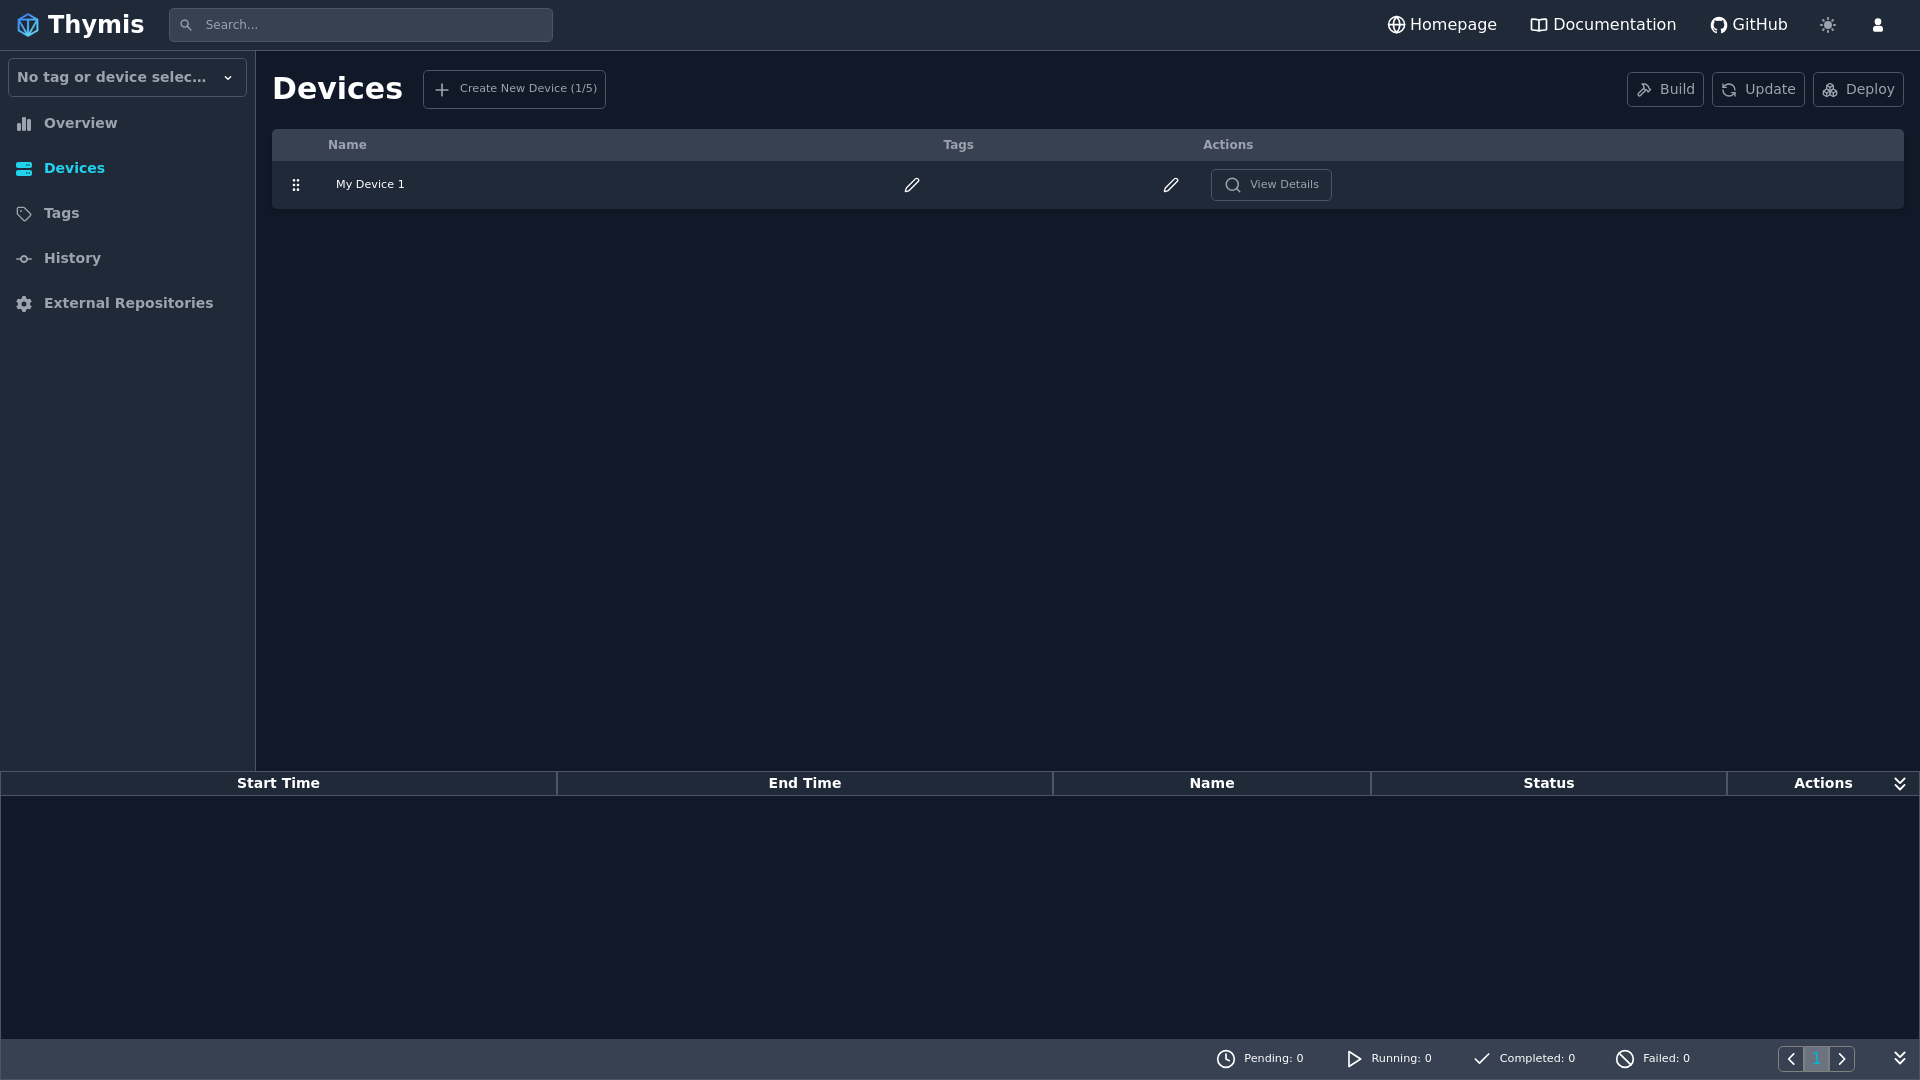 Thymis
Search...
Homepage
Documentation
GitHub
No tag or device selec...
Overview
Devices
Tags
History
External Repositories
Devices
Create New Device (1/5)
Build
Update
Deploy
Name Tags Actions
My Device 1
View Details
Start Time End Time Name Status Actions
Pending: 0
Running: 0
Completed: 0
Failed: 0
1